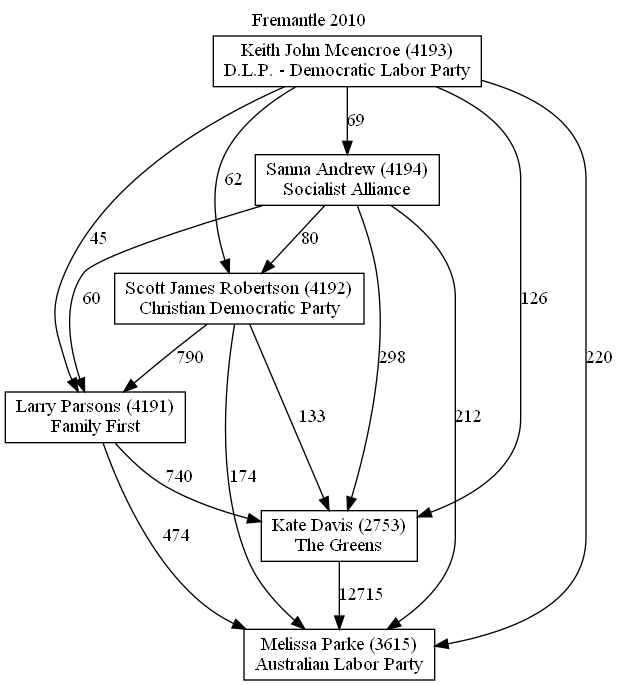 Fremantle 2010
Keith John Mcencroe (4193)
D.L.P. - Democratic Labor Party
69
Sanna Andrew (4194)
Socialist Alliance
62
45
80
60
Scott James Robertson (4192)
Christian Democratic Party
126
298
220
790
Larry Parsons (4191)
Family First
133
212
740
174
Kate Davis (2753)
The Greens
474
12715
Melissa Parke (3615)
Australian Labor Party